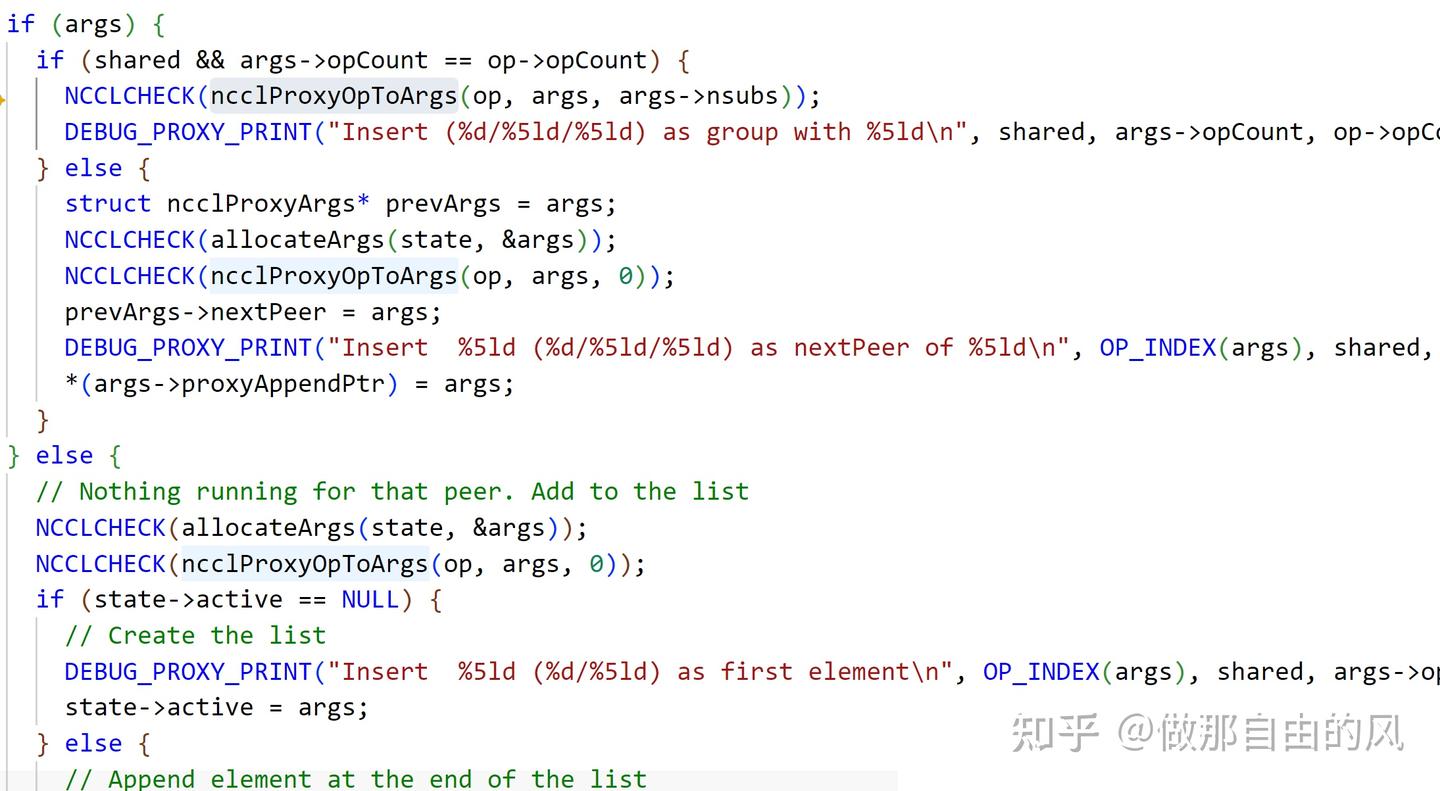 if (args) {
  if (shared && args->opCount == op->opCount) {
    NCCLCHECK(ncclProxyOpToArgs(op, args, args->nsubs));
    DEBUG_PROXY_PRINT("Insert (%d/%5ld/%5ld) as group with %5ld\n", shared, args->opCount, op->opCo
  } else {
    struct ncclProxyArgs* prevArgs = args;
    NCCLCHECK(allocateArgs(state, &args));
    NCCLCHECK(ncclProxyOpToArgs(op, args, 0));
    prevArgs->nextPeer = args;
    DEBUG_PROXY_PRINT("Insert  %5ld (%d/%5ld/%5ld) as nextPeer of %5ld\n", OP_INDEX(args), shared,
    *(args->proxyAppendPtr) = args;
  }
} else {
  // Nothing running for that peer. Add to the list
  NCCLCHECK(allocateArgs(state, &args));
  NCCLCHECK(ncclProxyOpToArgs(op, args, 0));
  if (state->active == NULL) {
    // Create the list
    DEBUG_PROXY_PRINT("Insert  %5ld (%d/%5ld) as first element\n", OP_INDEX(args), shared, args->op
    state->active = args;
  } else {
    // Append element at the end of the list
知乎 @做那自由的风